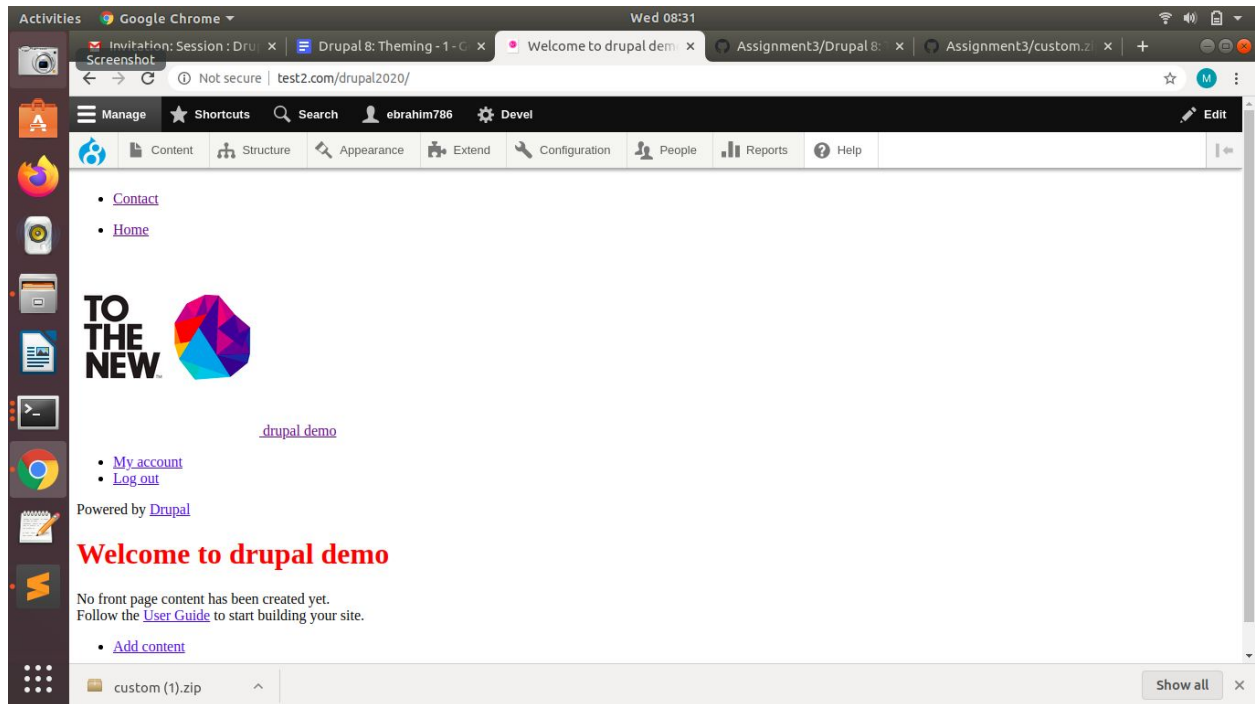 Activities Google Chrome Wed 08:31
Invitation: Session : Dru Drupal 8: Theming - 1 - G Welcome to drupal dem Assignment3/Drupal 8: Assignment3/custom.zi
Screenshot
Not secure test2.com/drupal2020/ M
Manage Shortcuts Search ebrahim786 Devel Edit
Content Structure Appearance Extend Configuration People Reports Help
Contact
Home
TO
THE
NEW™
drupal demo
My account
Log out
Powered by Drupal
Welcome to drupal demo
No front page content has been created yet.
Follow the User Guide to start building your site.
Add content
custom (1).zip Show all